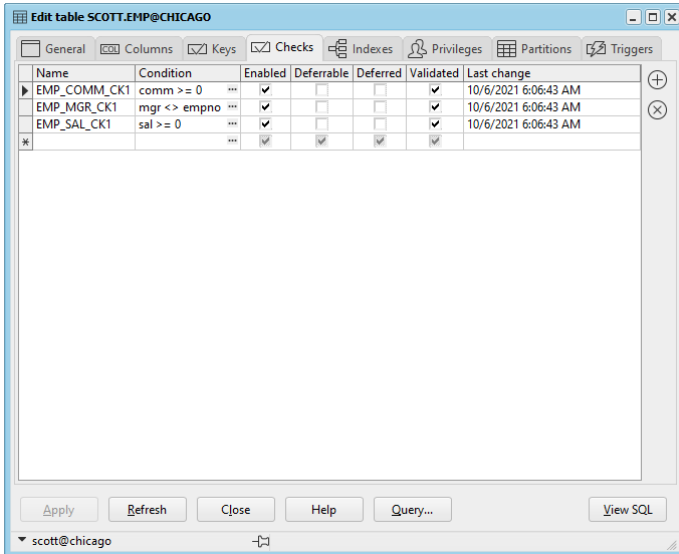 Edit table SCOTT.EMP@CHICAGO
General Columns Keys Checks Indexes Privileges Partitions Triggers
Name Condition Enabled Deferrable Deferred Validated Last change
EMP_COMM_CK1 comm >= 0 ... 10/6/2021 6:06:43 AM
EMP_MGR_CK1 mgr <> empno ... 10/6/2021 6:06:43 AM
EMP_SAL_CK1 sal >= 0 ... 10/6/2021 6:06:43 AM
* ...
Apply Refresh Close Help Query... View SQL
scott@chicago